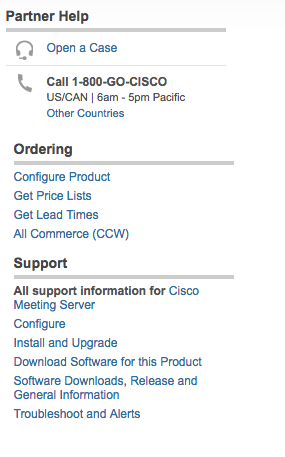 Partner Help
Open a Case
Call 1-800-GO-CISCO
US/CAN | 6am - 5pm Pacific
Other Countries
Ordering
Configure Product
Get Price Lists
Get Lead Times
All Commerce (CCW)
Support
All support information for Cisco
Meeting Server
Configure
Install and Upgrade
Download Software for this Product
Software Downloads, Release and
General Information
Troubleshoot and Alerts